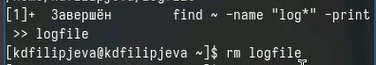 [1]+  Завершён        find ~ -name "log*" -print
 >> logfile
[kdfilipjeva@kdfilipjeva ~]$ rm logfile